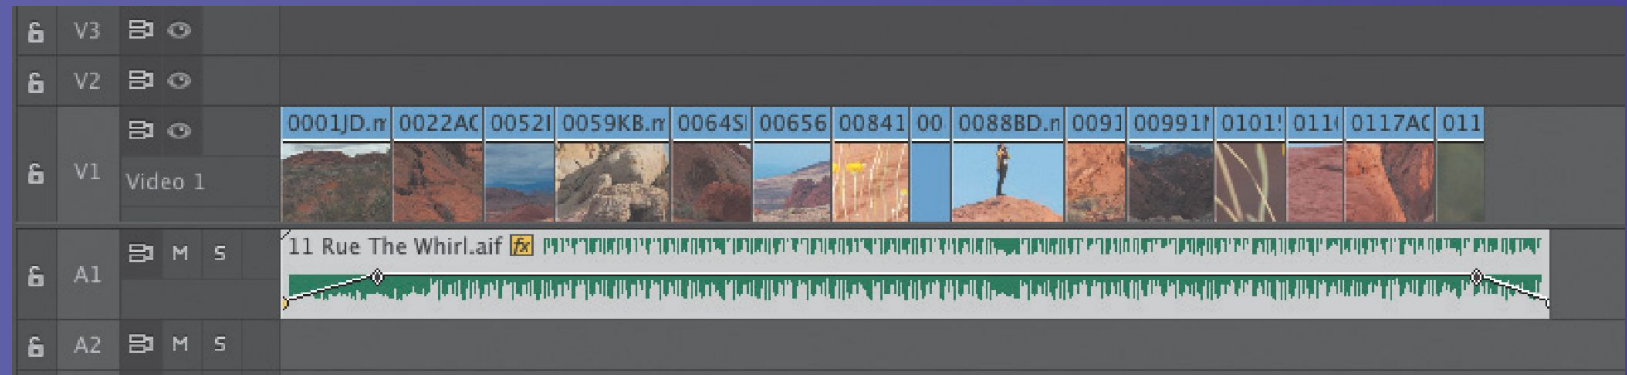 V3
V2
V1
Video 1
0001JD.m 0022AC 0052 0059KB.m 0064S 00656 00841 00 0088BD.n 0091 00991 0101 011 0117AC 011
A1 M S
11 Rue The Whirl.aif fx
A2 M S